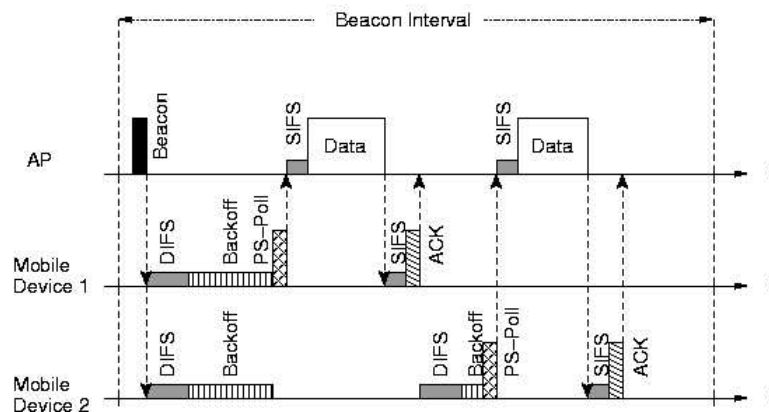 Beacon Interval
Beacon
SIFS
Data
SIFS
Data
AP
DIFS
Backoff
PS-Poll
SIFS
ACK
Mobile
Device 1
DIFS
Backoff
DIFS
Backoff
PS-Poll
SIFS
ACK
Mobile
Device 2